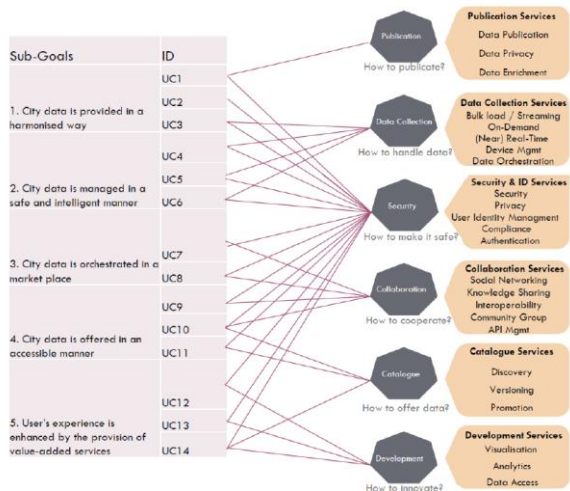 Sub-Goals
ID
1. City data is provided in a
harmonised way
UC1
UC2
UC3
2. City data is managed in a
safe and intelligent manner
UC4
UC5
UC6
3. City data is orchestrated in a
market place
UC7
UC8
4. City data is offered in an
accessible manner
UC9
UC10
UC11
5. User's experience is
enhanced by the provision of
value-added services
UC12
UC13
UC14
Publication
How to publicate?
Data Collection
How to handle data?
Security
How to make it safe?
Collaboration
How to cooperate?
Catalogue
How to offer data?
Development
How to innovate?
Publication Services
Data Publication
Data Privacy
Data Enrichment
Data Collection Services
Bulk load / Streaming
On-Demand
(Near) Real-Time
Device Mgmt
Data Orchestration
Security & ID Services
Security
Privacy
User Identity Managment
Compliance
Authentication
Collaboration Services
Social Networking
Knowledge Sharing
Interoperability
Community Group
API Mgmt
Catalogue Services
Discovery
Versioning
Promotion
Development Services
Visualisation
Analytics
Data Access